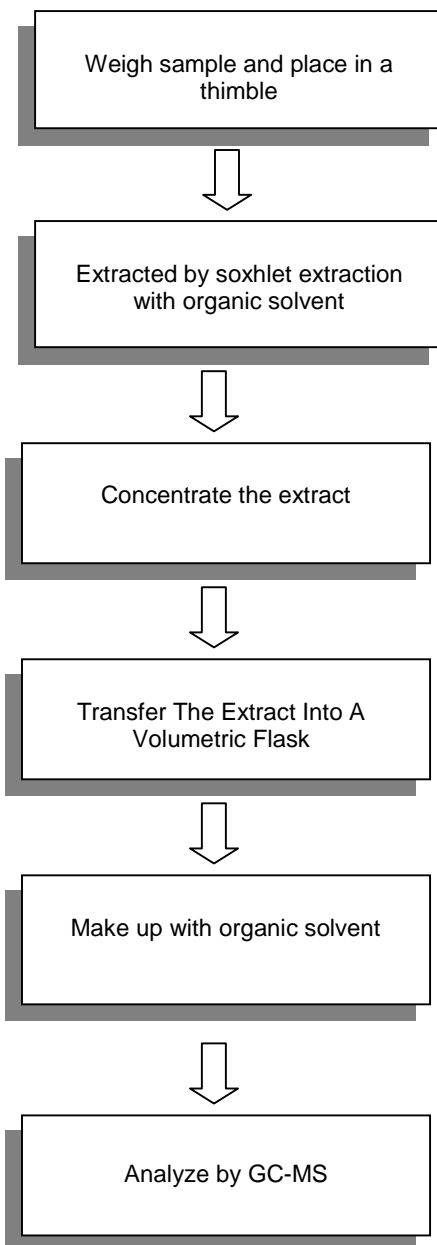 Weigh sample and place in a
thimble
Extracted by soxhlet extraction
with organic solvent
Concentrate the extract
Transfer The Extract Into A
Volumetric Flask
Make up with organic solvent
Analyze by GC-MS